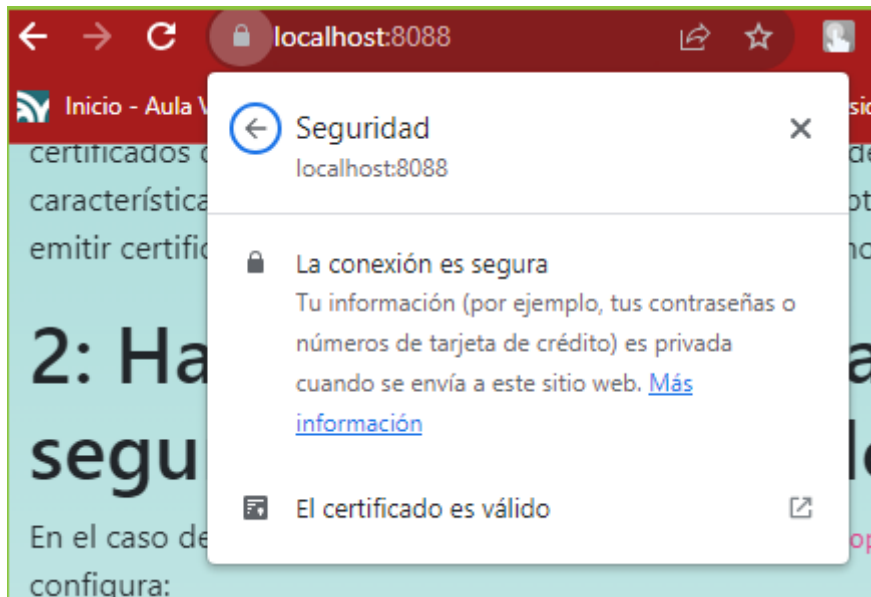 localhost:8088
Inicio - Aula
Seguridad
localhost:8088
certificados
característica
emitir certific
La conexión es segura
Tu información (por ejemplo, tus contraseñas o
números de tarjeta de crédito) es privada
cuando se envía a este sitio web. Más
información
2: Ha
segu
El certificado es válido
En el caso de
configura: